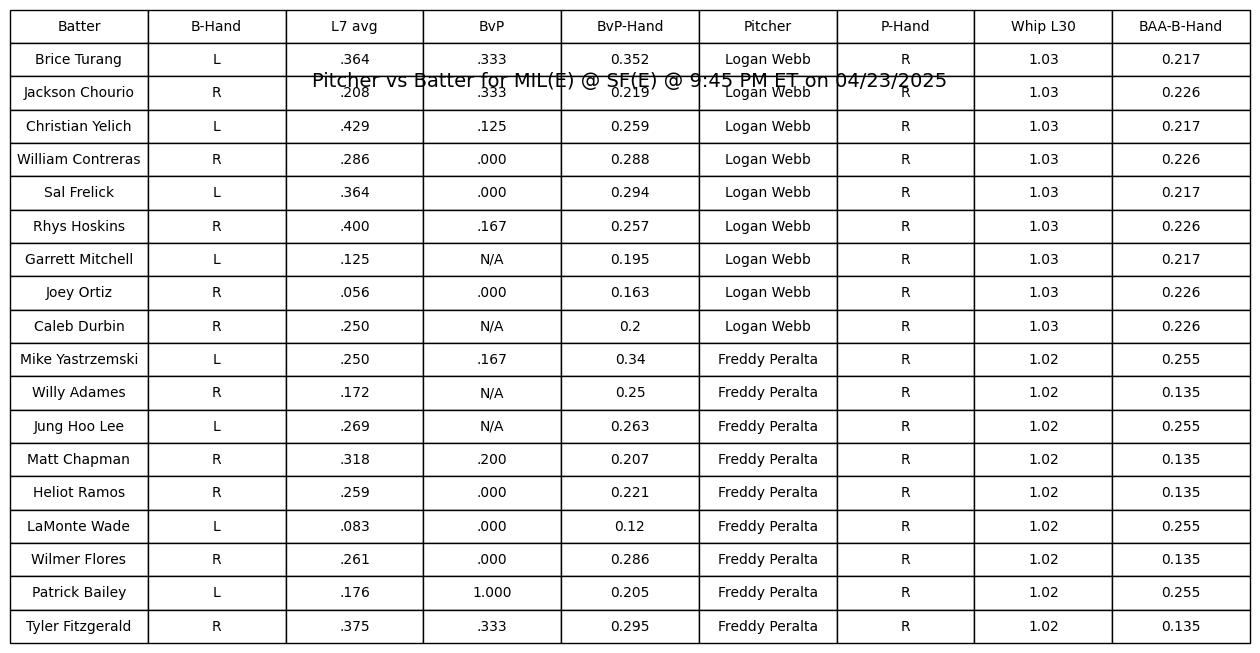 Batter B-Hand L7 avg BvP BvP-Hand Pitcher P-Hand Whip L30 BAA-B-Hand
Brice Turang L .364 .333 0.352 Logan Webb R 1.03 0.217
Pitcher vs Batter for MIL(E) @ SF(E) @ 9:45 PM ET on 04/23/2025
Jackson Chourio R .208 .333 0.219 Logan Webb R 1.03 0.226
Christian Yelich L .429 .125 0.259 Logan Webb R 1.03 0.217
William Contreras R .286 .000 0.288 Logan Webb R 1.03 0.226
Sal Frelick L .364 .000 0.294 Logan Webb R 1.03 0.217
Rhys Hoskins R .400 .167 0.257 Logan Webb R 1.03 0.226
Garrett Mitchell L .125 N/A 0.195 Logan Webb R 1.03 0.217
Joey Ortiz R .056 .000 0.163 Logan Webb R 1.03 0.226
Caleb Durbin R .250 N/A 0.2 Logan Webb R 1.03 0.226
Mike Yastrzemski L .250 .167 0.34 Freddy Peralta R 1.02 0.255
Willy Adames R .172 N/A 0.25 Freddy Peralta R 1.02 0.135
Jung Hoo Lee L .269 N/A 0.263 Freddy Peralta R 1.02 0.255
Matt Chapman R .318 .200 0.207 Freddy Peralta R 1.02 0.135
Heliot Ramos R .259 .000 0.221 Freddy Peralta R 1.02 0.135
LaMonte Wade L .083 .000 0.12 Freddy Peralta R 1.02 0.255
Wilmer Flores R .261 .000 0.286 Freddy Peralta R 1.02 0.135
Patrick Bailey L .176 1.000 0.205 Freddy Peralta R 1.02 0.255
Tyler Fitzgerald R .375 .333 0.295 Freddy Peralta R 1.02 0.135